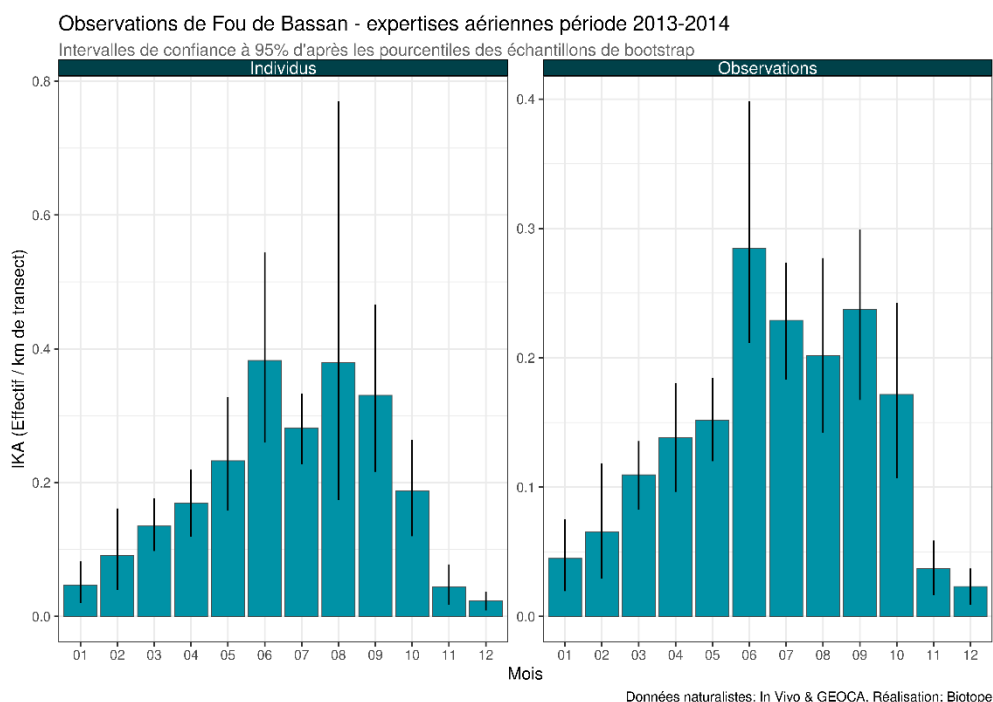 Observations de Fou de Bassan - expertises aériennes période 2013-2014
Intervalles de confiance à 95% d'après les pourcentiles des échantillons de bootstrap
Individus
Observations
IKA (Effectif / km de transect)
0.8
0.6
0.4
0.2
0.0
0.4
0.3
0.2
0.1
0.0
01 02 03 04 05 06 07 08 09 10 11 12
01 02 03 04 05 06 07 08 09 10 11 12
Mois
Données naturalistes: In Vivo & GEOCA. Réalisation: Biotope